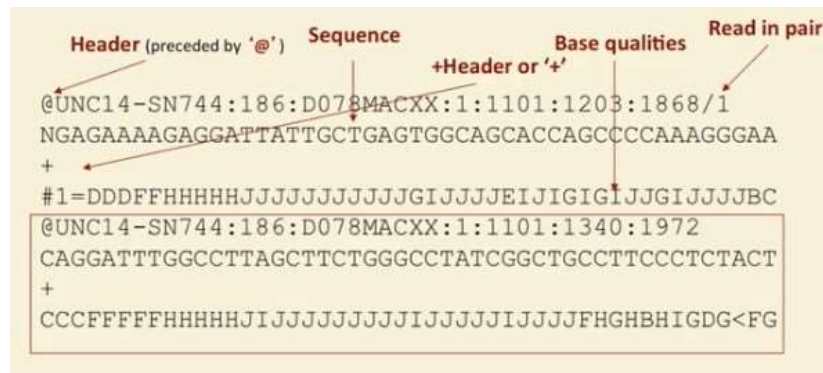 Header (preceded by '@') Sequence Base qualities Read in pair
+Header or '+'
@UNC14-SN744:186:D078MACXX:1:1101:1203:1868/1
NGAGAAAAGAGGATTATTGCTGAGTGGCAGCACCAGCCCCAAAGGGAA
+
#1=DDDFFHHHHHJJJJJJJJJJJGIJJJJEIJIGIGIJJGIJJJJBC
@UNC14-SN744:186:D078MACXX:1:1101:1340:1972
CAGGATTTGGCCTTAGCTTCTGGGCCTATCGGCTGCCTTCCCTCTACT
+
CCCFFFFFHHHHHJIJJJJJJJJJIJJJJJIJJJJFHGHBHIGDG<FG